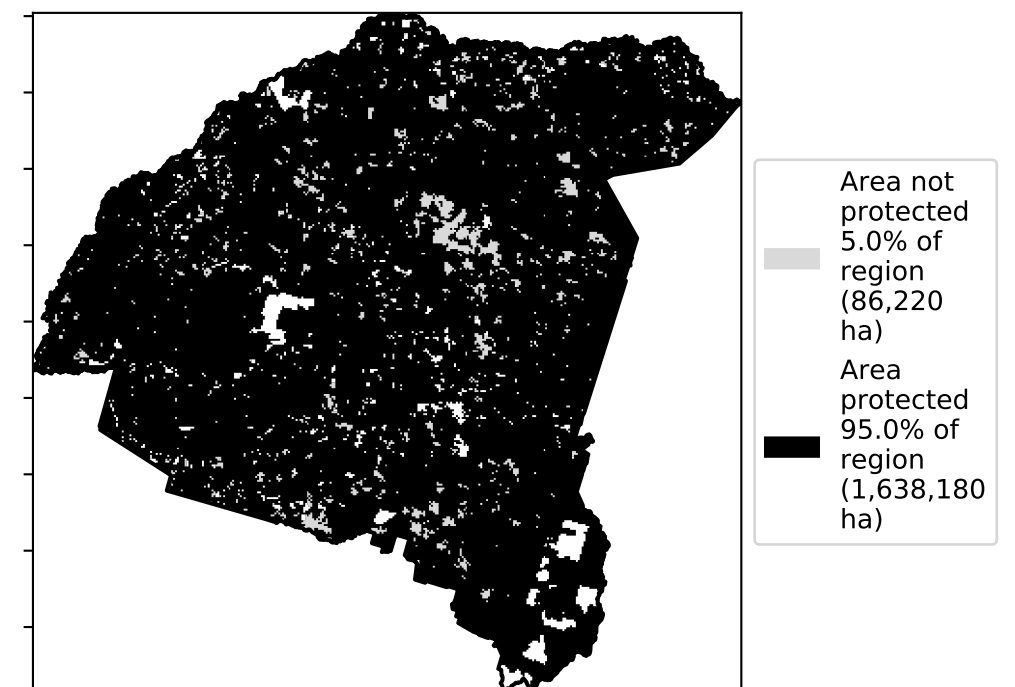 Area not
protected
5.0% of
region
(86,220
ha)
Area
protected
95.0% of
region
(1,638,180
ha)